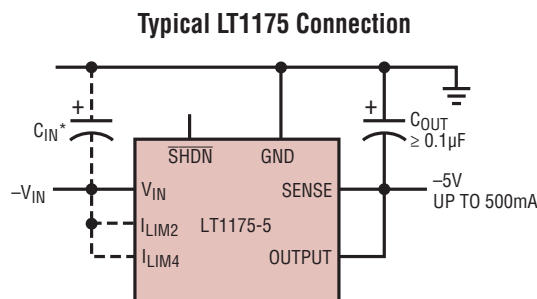 Typical LT1175 Connection
+
C_IN*
+
C_OUT
≥ 0.1µF
SHDN
GND
–V_IN
V_IN
SENSE
–5V
UP TO 500mA
I_LIM2
LT1175-5
I_LIM4
OUTPUT